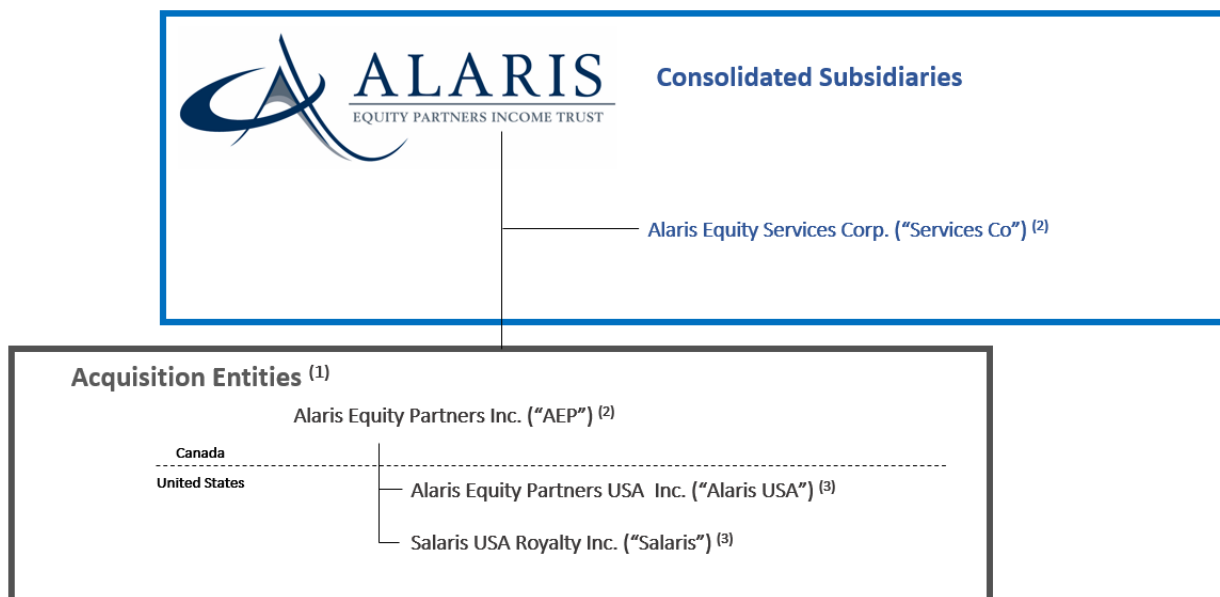 ALARIS
EQUITY PARTNERS INCOME TRUST
Consolidated Subsidiaries
Alaris Equity Services Corp. (“Services Co”) (2)
Acquisition Entities (1)
Alaris Equity Partners Inc. (“AEP”) (2)
Canada
United States
Alaris Equity Partners USA Inc. (“Alaris USA”) (3)
Salaris USA Royalty Inc. (“Salaris”) (3)